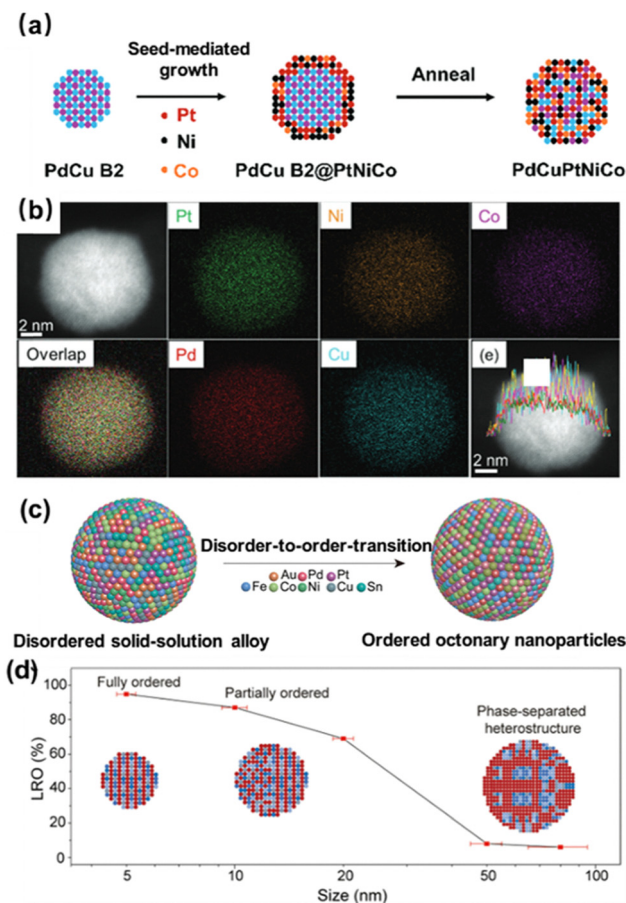 (a)
Seed-mediated
growth
Anneal
• Pt
• Ni
• Co
PdCu B2
PdCu B2@PtNiCo
PdCuPtNiCo
(b)
2 nm
Pt
Ni
Co
Overlap
Pd
Cu
(e)
2 nm
(c)
Disorder-to-order-transition
Au Pd Pt
Fe Co Ni Cu Sn
Disordered solid-solution alloy
Ordered octonary nanoparticles
(d)
Fully ordered
Partially ordered
Phase-separated
heterostructure
LRO (%)
100
80
60
40
20
0
5
10
20
50
100
Size (nm)